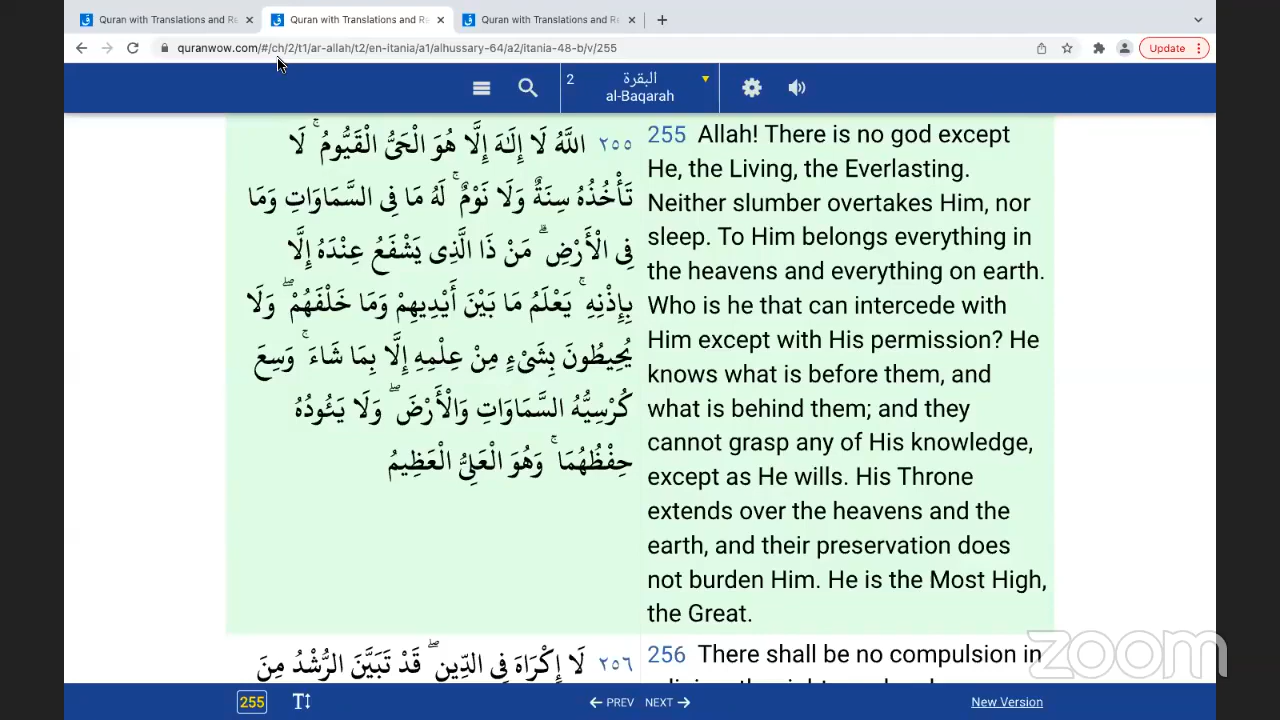 Quran with Translations and Re
Quran with Translations and Re
Quran with Translations and Re
quranwow.com/#/ch/2/t1/ar-allah/t2/en-itania/a1/alhussary-64/a2/itania-48-b/v/255
Update
2
البقرة
al-Baqarah
٢٥٥ اللَّهُ لَا إِلَـٰهَ إِلَّا هُوَ الْحَىُّ الْقَيُّومُ ۚ لَا
تَأْخُذُهُ سِنَةٌ وَلَا نَوْمٌ ۚ لَهُ مَا فِى السَّمَاوَاتِ وَمَا
فِى الْأَرْضِ ۗ مَنْ ذَا الَّذِى يَشْفَعُ عِنْدَهُ إِلَّا
بِإِذْنِهِ ۚ يَعْلَمُ مَا بَيْنَ أَيْدِيهِمْ وَمَا خَلْفَهُمْ ۖ وَلَا
يُحِيطُونَ بِشَىْءٍ مِنْ عِلْمِهِ إِلَّا بِمَا شَاءَ ۚ وَسِعَ
كُرْسِيُّهُ السَّمَاوَاتِ وَالْأَرْضَ ۖ وَلَا يَـُٔودُهُ
حِفْظُهُمَا ۚ وَهُوَ الْعَلِىُّ الْعَظِيمُ
255 Allah! There is no god except
He, the Living, the Everlasting.
Neither slumber overtakes Him, nor
sleep. To Him belongs everything in
the heavens and everything on earth.
Who is he that can intercede with
Him except with His permission? He
knows what is before them, and
what is behind them; and they
cannot grasp any of His knowledge,
except as He wills. His Throne
extends over the heavens and the
earth, and their preservation does
not burden Him. He is the Most High,
the Great.
٢٥٦ لَا إِكْرَاهَ فِى الدِّينِ ۖ قَدْ تَبَيَّنَ الرُّشْدُ مِنَ
256 There shall be no compulsion in
zoom
255
PREV NEXT
New Version